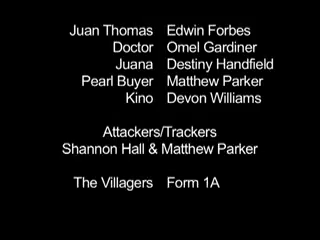 Juan Thomas Edwin Forbes
Doctor Omel Gardiner
Juana Destiny Handfield
Pearl Buyer Matthew Parker
Kino Devon Williams
Attackers/Trackers
Shannon Hall & Matthew Parker
The Villagers Form 1A